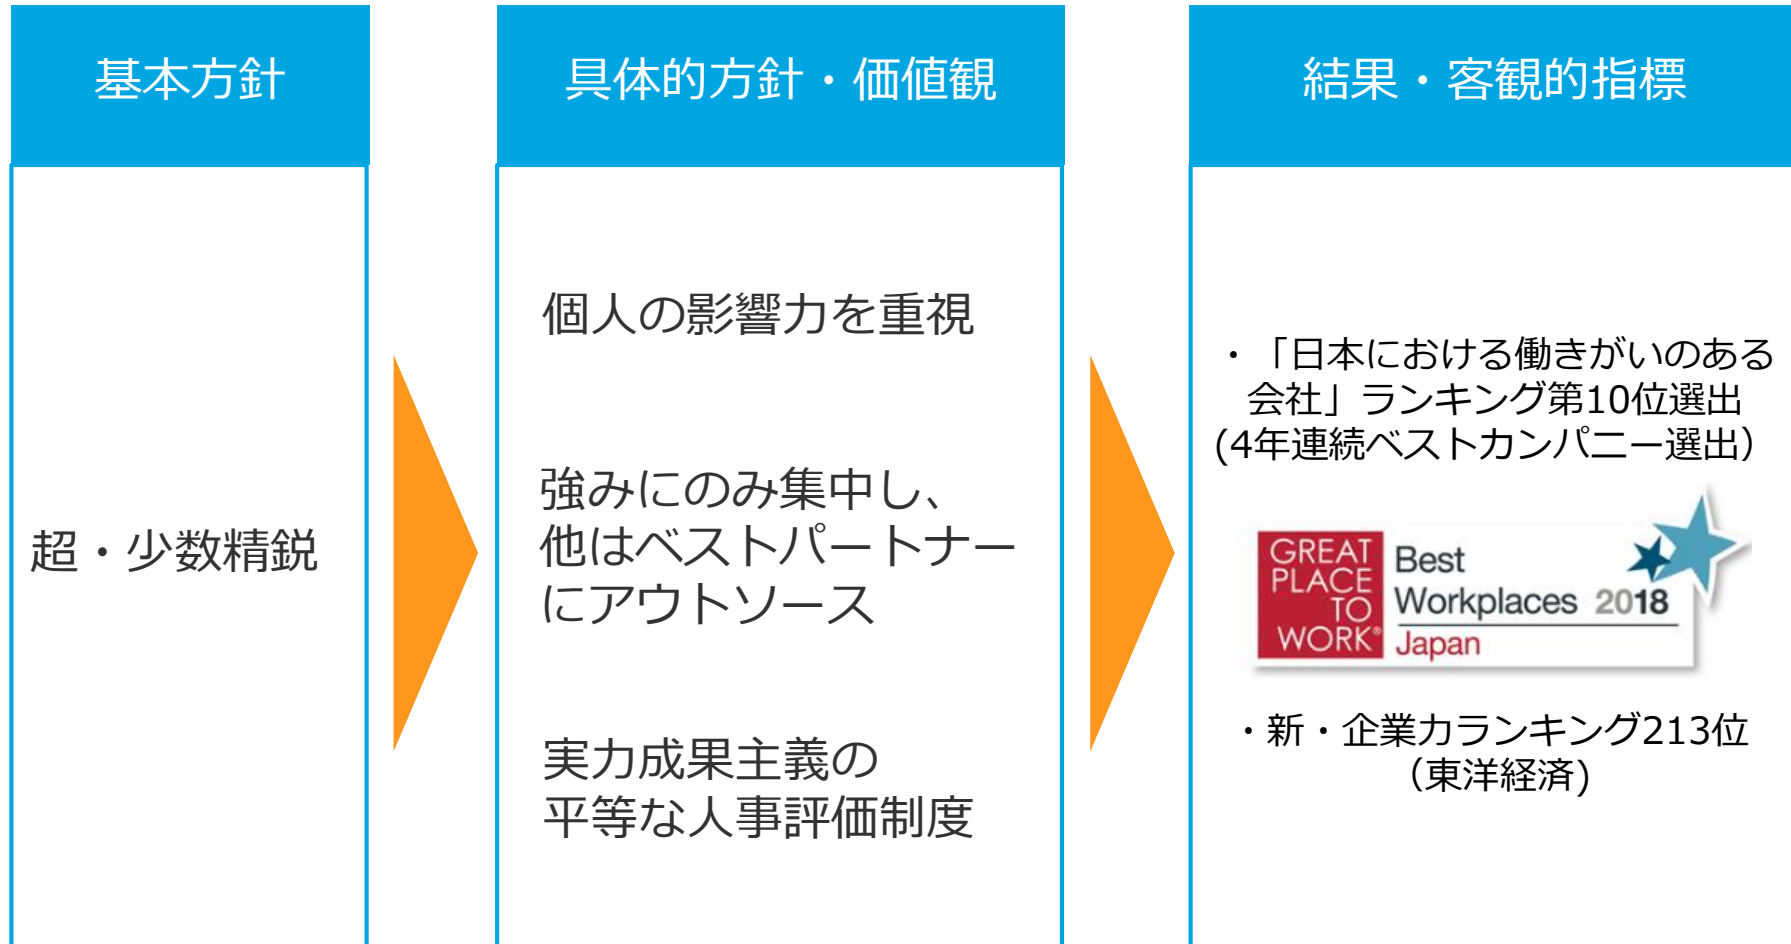 基本方針
超・少数精鋭
具体的方針・価値観
個人の影響力を重視
強みにのみ集中し、
他はベストパートナー
にアウトソース
実力成果主義の
平等な人事評価制度
結果・客観的指標
・「日本における働きがいのある
会社」ランキング第10位選出
(4年連続ベストカンパニー選出）
GREAT
PLACE
TO
WORK®
Best
Workplaces 2018
Japan
・新・企業力ランキング213位
（東洋経済)